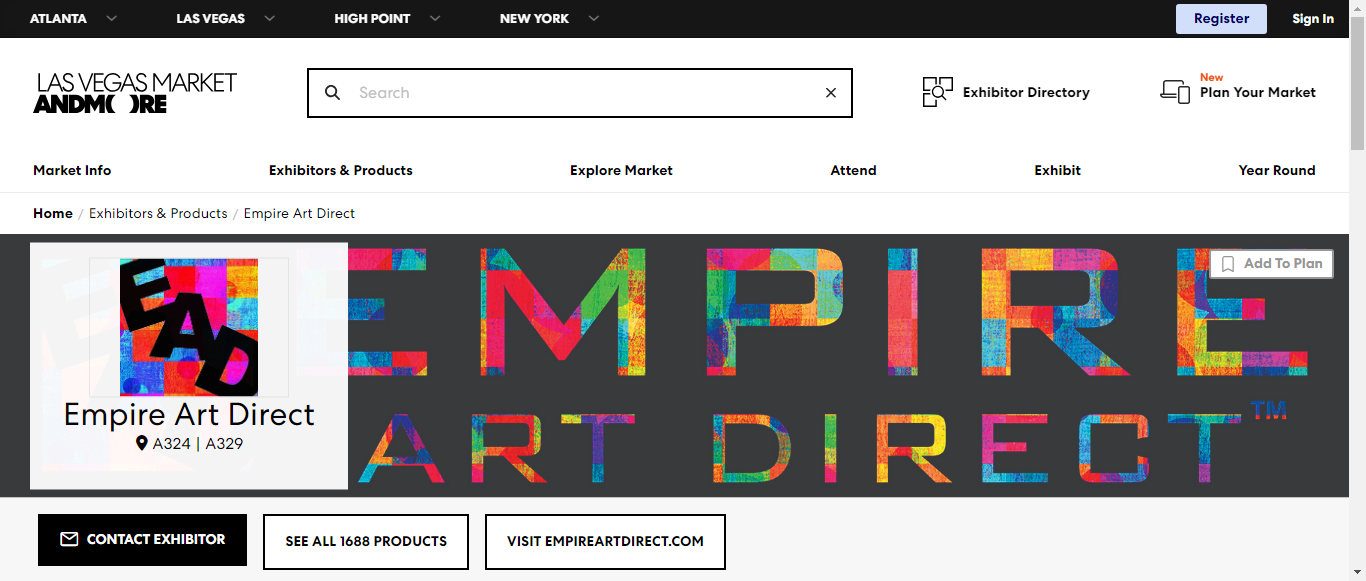 ATLANTA LAS VEGAS HIGH POINT NEW YORK Register Sign In
LAS VEGAS MARKET
ANDMORE
Search
Exhibitor Directory
New
Plan Your Market
Market Info Exhibitors & Products Explore Market Attend Exhibit Year Round
Home / Exhibitors & Products / Empire Art Direct
EAD
Empire Art Direct
A324 | A329
EMPIRE
ART DIRECT™
Add To Plan
CONTACT EXHIBITOR SEE ALL 1688 PRODUCTS VISIT EMPIREARTDIRECT.COM